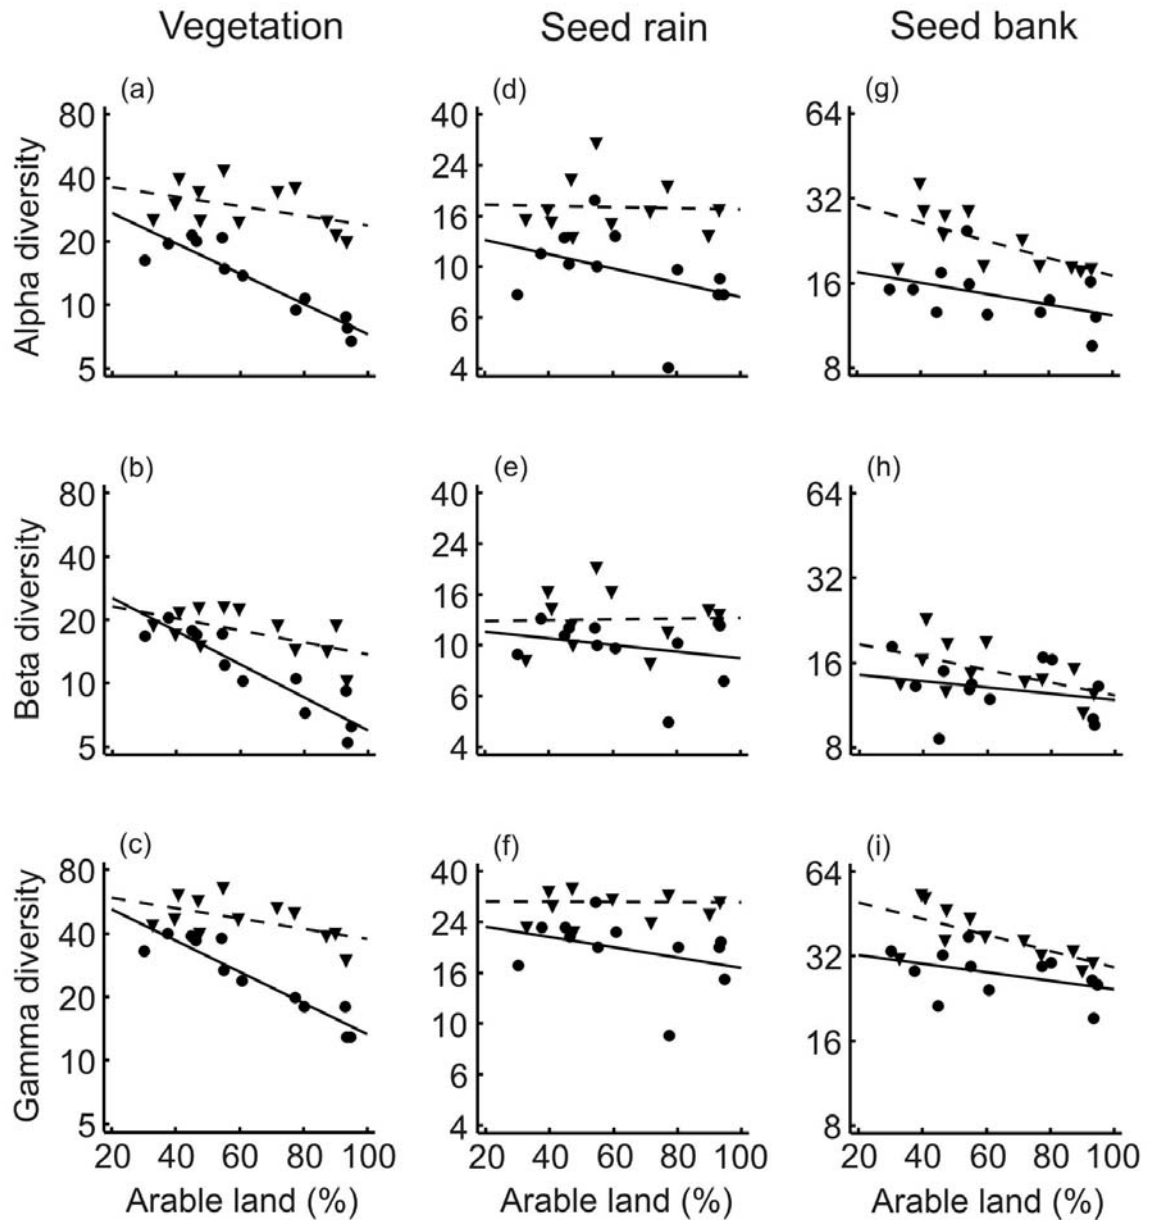 Vegetation Seed rain Seed bank
(a) (d) (g)
80 40 64
40 24 32
20 16 16
10 10 8
5 6
4
Alpha diversity
(b) (e) (h)
80 40 64
40 24 32
20 16 16
10 10 8
5 6
4
Beta diversity
(c) (f) (i)
80 40 64
40 24 32
20 16 16
10 10 8
5 6
4
Gamma diversity
20 40 60 80 100 20 40 60 80 100 20 40 60 80 100
Arable land (%) Arable land (%) Arable land (%)